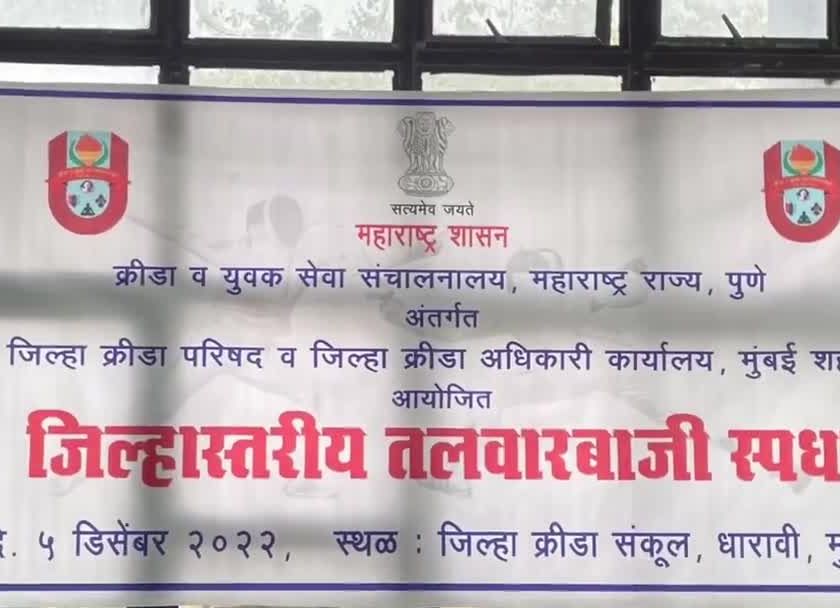 सत्यमेव जयते
महाराष्ट्र शासन
क्रीडा व युवक सेवा संचालनालय, महाराष्ट्र राज्य, पुणे
अंतर्गत
जिल्हा क्रीडा परिषद व जिल्हा क्रीडा अधिकारी कार्यालय, मुंबई
आयोजित
जिल्हास्तरीय तलवारबाजी
५ डिसेंबर २०२२, स्थळ : जिल्हा क्रीडा संकूल, धारावी,